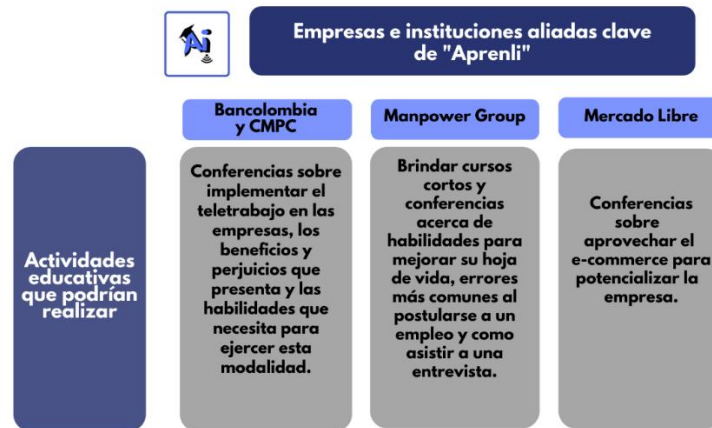 Ai
Empresas e instituciones aliadas clave
de "Aprenli"
Bancolombia
y CMPC
Manpower Group
Mercado Libre
Actividades
educativas
que podrían
realizar
Conferencias sobre
implementar el
teletrabajo en las
empresas, los
beneficios y
perjuicios que
presenta y las
habilidades que
necesita para
ejercer esta
modalidad.
Brindar cursos
cortos y
conferencias
acerca de
habilidades para
mejorar su hoja
de vida, errores
más comunes al
postularse a un
empleo y como
asistir a una
entrevista.
Conferencias
sobre
aprovechar el
e-commerce para
potencializar la
empresa.